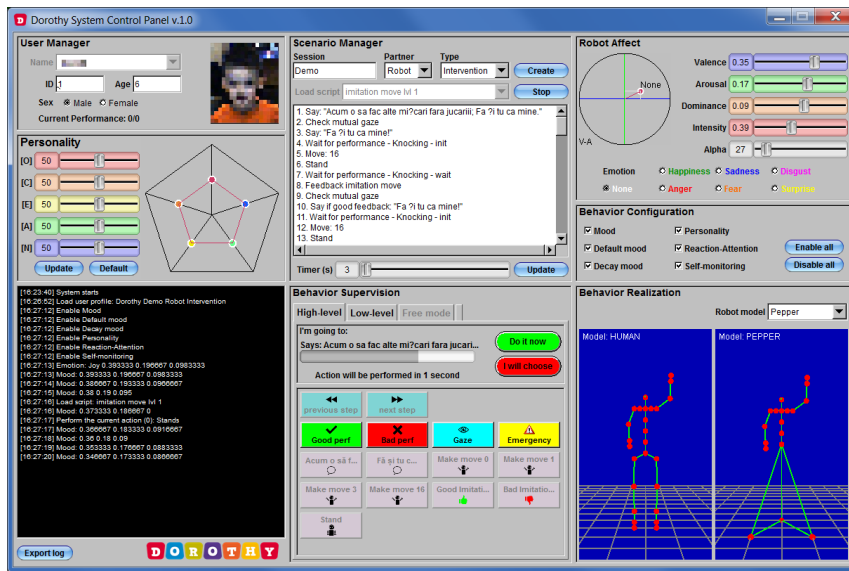 Dorothy System Control Panel v.1.0
User Manager
Name
ID 1 Age 6
Sex Male Female
Current Performance: 0/0
Personality
[O] 50
[C] 50
[E] 50
[A] 50
[N] 50
Update Default
[16:23:40] System starts
[16:26:52] Load user profile: Dorothy Demo Robot Intervention
[16:27:12] Enable Mood
[16:27:12] Enable Default mood
[16:27:12] Enable Decay mood
[16:27:12] Enable Personality
[16:27:12] Enable Reaction-Attention
[16:27:12] Enable Self-monitoring
[16:27:13] Emotion: Joy 0.393333 0.196667 0.0983333
[16:27:13] Mood: 0.393333 0.196667 0.0983333
[16:27:14] Mood: 0.386667 0.193333 0.0966667
[16:27:15] Mood: 0.38 0.19 0.095
[16:27:16] Load script: imitation move lvl 1
[16:27:16] Mood: 0.373333 0.186667 0
[16:27:17] Perform the current action (0): Stands
[16:27:17] Mood: 0.366667 0.183333 0.0916667
[16:27:18] Mood: 0.36 0.18 0.09
[16:27:19] Mood: 0.353333 0.176667 0.0883333
[16:27:20] Mood: 0.346667 0.173333 0.0866667
Export log
DOROTHY
Scenario Manager
Session Partner Type
Demo Robot Intervention Create
Load script imitation move lvl 1 Stop
1. Say: "Acum o sa fac alte mi?cari fara jucariii; Fa ?i tu ca mine."
2. Check mutual gaze
3. Say: "Fa ?i tu ca mine!"
4. Wait for performance - Knocking - init
5. Move: 16
6. Stand
7. Wait for performance - Knocking - wait
8. Feedback imitation move
9. Check mutual gaze
10. Say if good feedback: "Fa ?i tu ca mine!"
11. Wait for performance - Knocking - init
12. Move: 16
13. Stand
Timer (s) 3 Update
Behavior Supervision
High-level Low-level Free mode
I'm going to:
Says: Acum o sa fac alte mi?cari fara jucari...
Action will be performed in 1 second
Do it now
I will choose
previous step next step
Good perf Bad perf Gaze Emergency
Acum o să f... Fă și tu c... Make move 0 Make move 1
Make move 3 Make move 16 Good Imitati... Bad Imitatio...
Stand
Robot Affect
None
V-A
Valence 0.35
Arousal 0.17
Dominance 0.09
Intensity 0.39
Alpha 27
Emotion Happiness Sadness Disgust
None Anger Fear Surprise
Behavior Configuration
Mood Personality
Default mood Reaction-Attention Enable all
Decay mood Self-monitoring Disable all
Behavior Realization
Robot model Pepper
Model: HUMAN Model: PEPPER